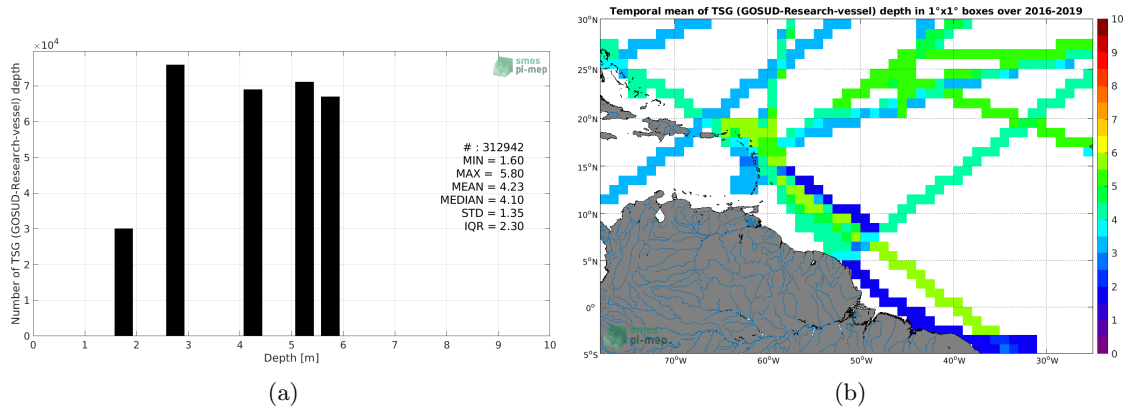 ×10⁴
8
7
6
5
4
3
2
1
0
0 1 2 3 4 5 6 7 8 9 10
Number of TSG (GOSUD-Research-vessel) depth
Depth [m]
smos
pi-mep
# : 312942
MIN = 1.60
MAX = 5.80
MEAN = 4.23
MEDIAN = 4.10
STD = 1.35
IQR = 2.30
(a)
Temporal mean of TSG (GOSUD-Research-vessel) depth in 1°x1° boxes over 2016-2019
30°N
25°N
20°N
15°N
10°N
5°N
0°
5°S
70°W 60°W 50°W 40°W 30°W
smos
pi-mep
10
9
8
7
6
5
4
3
2
1
0
(b)